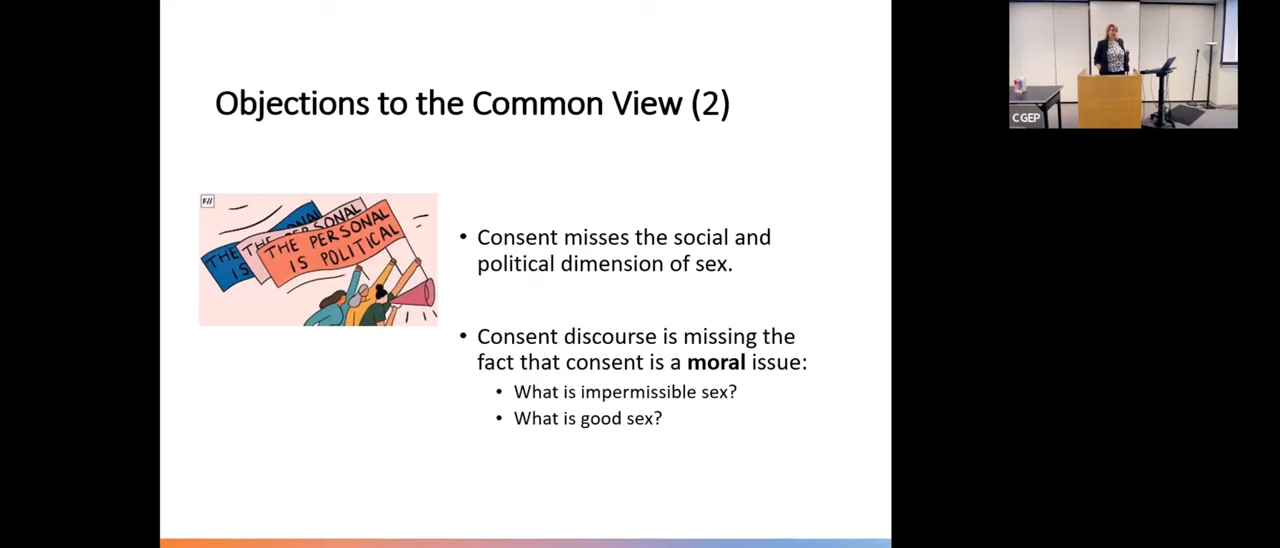 Objections to the Common View (2)
CGEP
F//
THE PERSONAL
IS POLITICAL
THE PERSONAL
THE
IS
• Consent misses the social and
political dimension of sex.
• Consent discourse is missing the
fact that consent is a moral issue:
• What is impermissible sex?
• What is good sex?